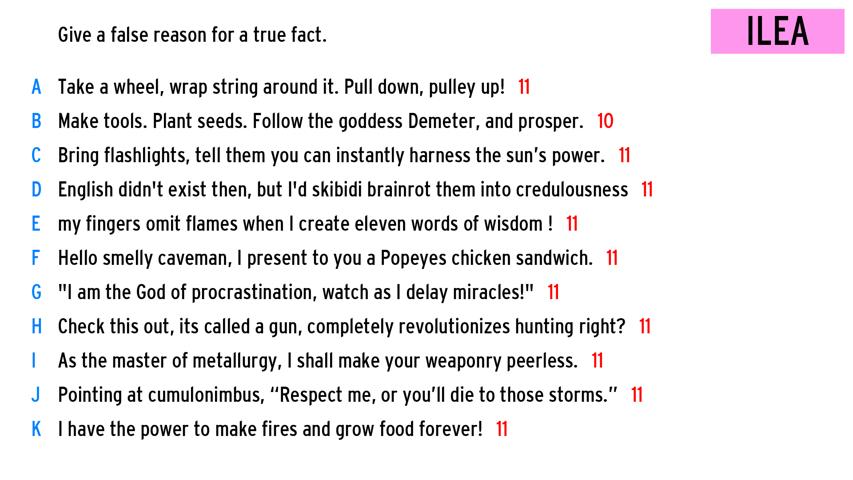 Give a false reason for a true fact.
ILEA
A Take a wheel, wrap string around it. Pull down, pulley up! 11
B Make tools. Plant seeds. Follow the goddess Demeter, and prosper. 10
C Bring flashlights, tell them you can instantly harness the sun’s power. 11
D English didn't exist then, but I'd skibidi brainrot them into credulousness 11
E my fingers omit flames when I create eleven words of wisdom ! 11
F Hello smelly caveman, I present to you a Popeyes chicken sandwich. 11
G "I am the God of procrastination, watch as I delay miracles!" 11
H Check this out, its called a gun, completely revolutionizes hunting right? 11
I As the master of metallurgy, I shall make your weaponry peerless. 11
J Pointing at cumulonimbus, “Respect me, or you’ll die to those storms.” 11
K I have the power to make fires and grow food forever! 11